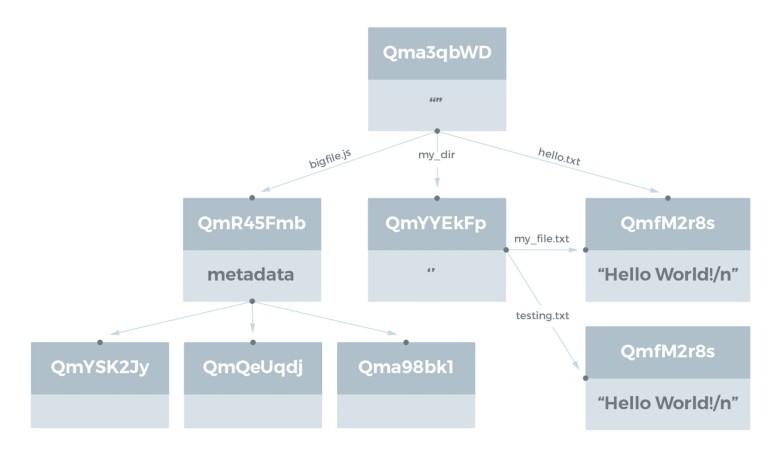 Qma3qbWD
“”
bigfile.js
my_dir
hello.txt
QmR45Fmb
metadata
QmYYEkFp
‘’
my_file.txt
testing.txt
QmfM2r8s
“Hello World!/n”
QmYSK2Jy
QmQeUqdj
Qma98bk1
QmfM2r8s
“Hello World!/n”